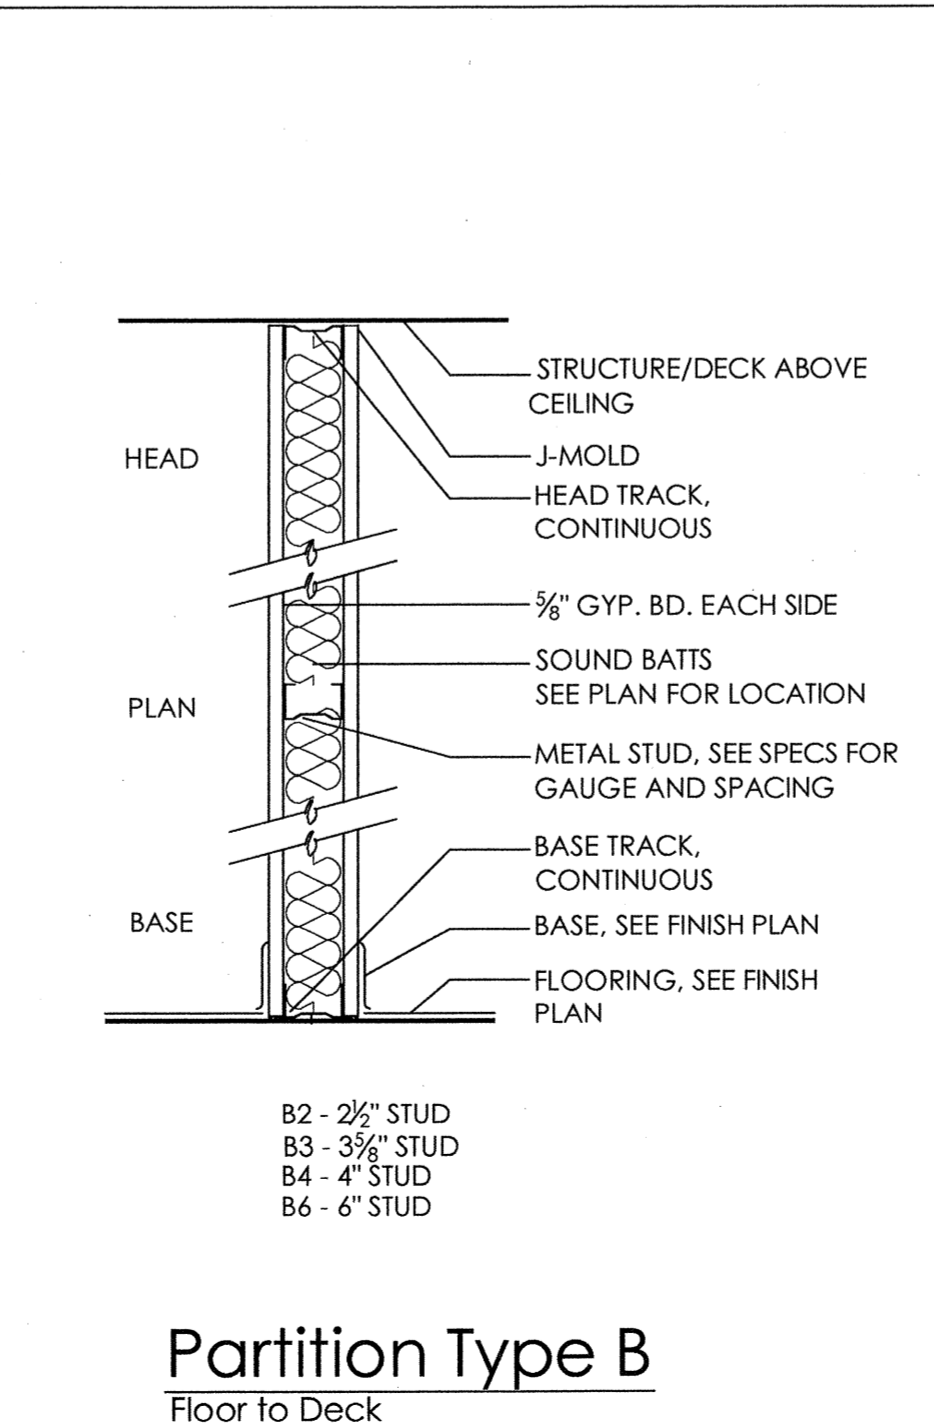 HEAD
PLAN
BASE
STRUCTURE/DECK ABOVE
CEILING
J-MOLD
HEAD TRACK,
CONTINUOUS
⅝" GYP. BD. EACH SIDE
SOUND BATTS
SEE PLAN FOR LOCATION
METAL STUD, SEE SPECS FOR
GAUGE AND SPACING
BASE TRACK,
CONTINUOUS
BASE, SEE FINISH PLAN
FLOORING, SEE FINISH
PLAN
B2 - 2½" STUD
B3 - 3⅝" STUD
B4 - 4" STUD
B6 - 6" STUD
Partition Type B
Floor to Deck